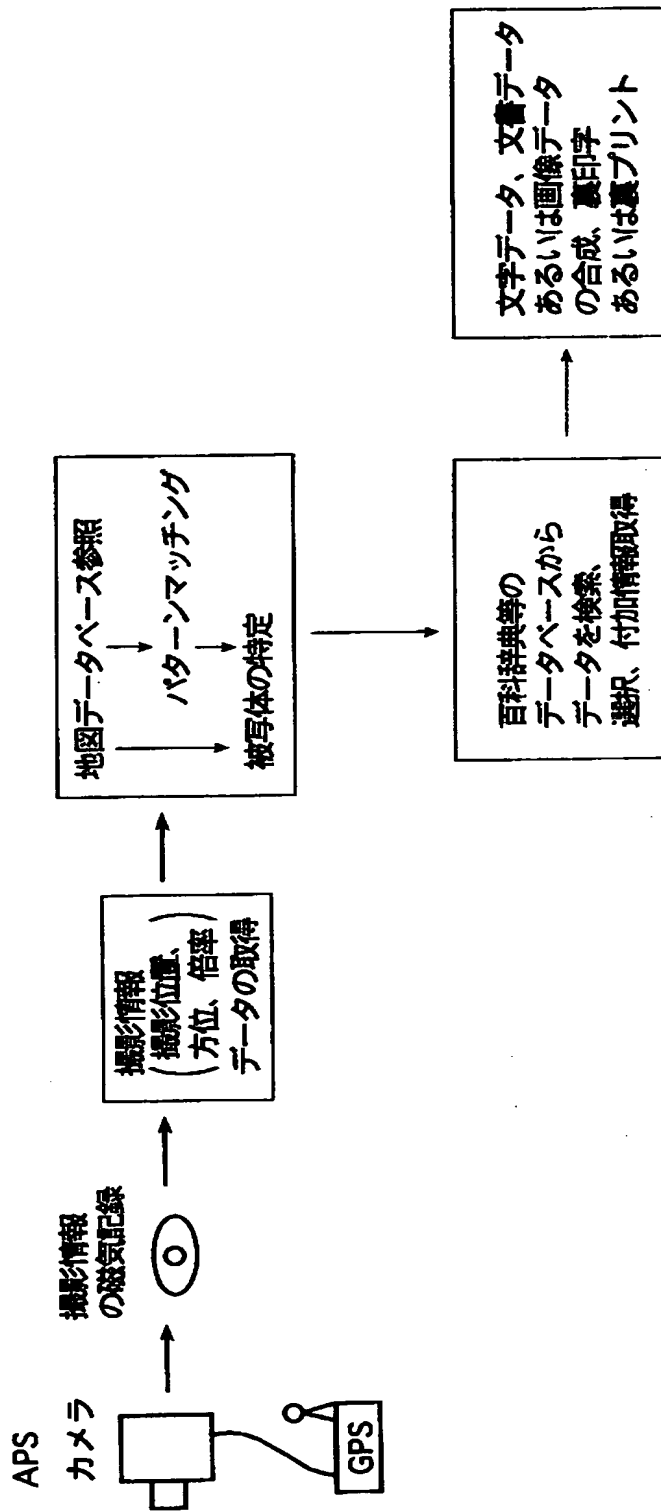 APS
カメラ
GPS
撮影情報
の磁気記録
撮影情報
(撮影位置、
方位、倍率)
データの取得
地図データベース参照
パターンマッチング
被写体の特定
百科辞典等の
データベースから
データを検索、
選択、付加情報取得
文字データ、文書データ
あるいは画像データ
の合成、裏印字
あるいは裏プリント